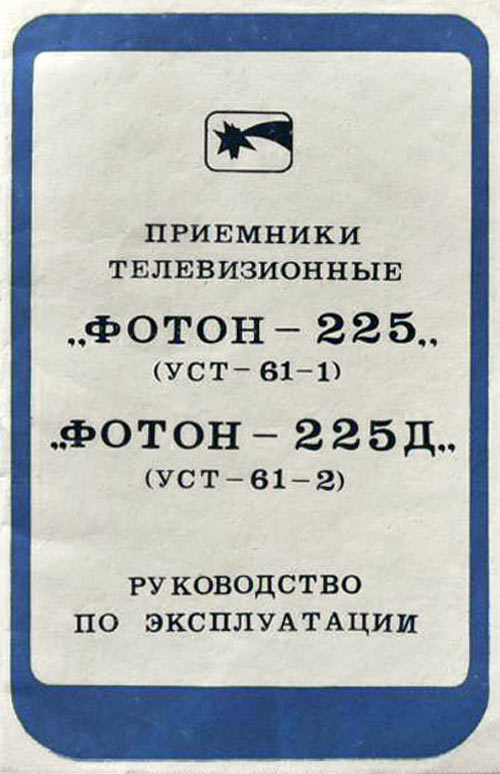 ПРИЕМНИКИ
ТЕЛЕВИЗИОННЫЕ
„ФОТОН – 225„
(УСТ – 61 – 1)
„ФОТОН – 225Д„
(УСТ – 61 – 2)
РУКОВОДСТВО
ПО ЭКСПЛУАТАЦИИ